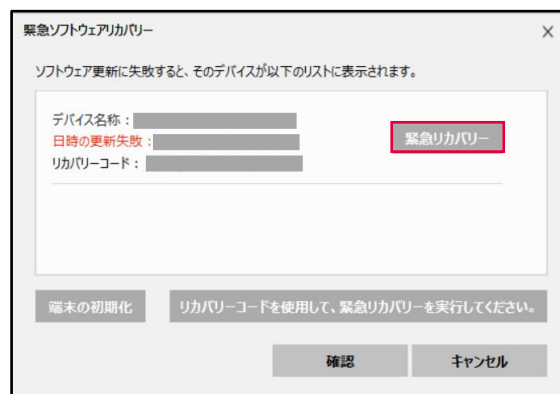 緊急ソフトウェアリカバリー
ソフトウェア更新に失敗すると、そのデバイスが以下のリストに表示されます。
デバイス名称：
日時の更新失敗：
緊急リカバリー
リカバリーコード：
端末の初期化
リカバリーコードを使用して、緊急リカバリーを実行してください。
確認
キャンセル